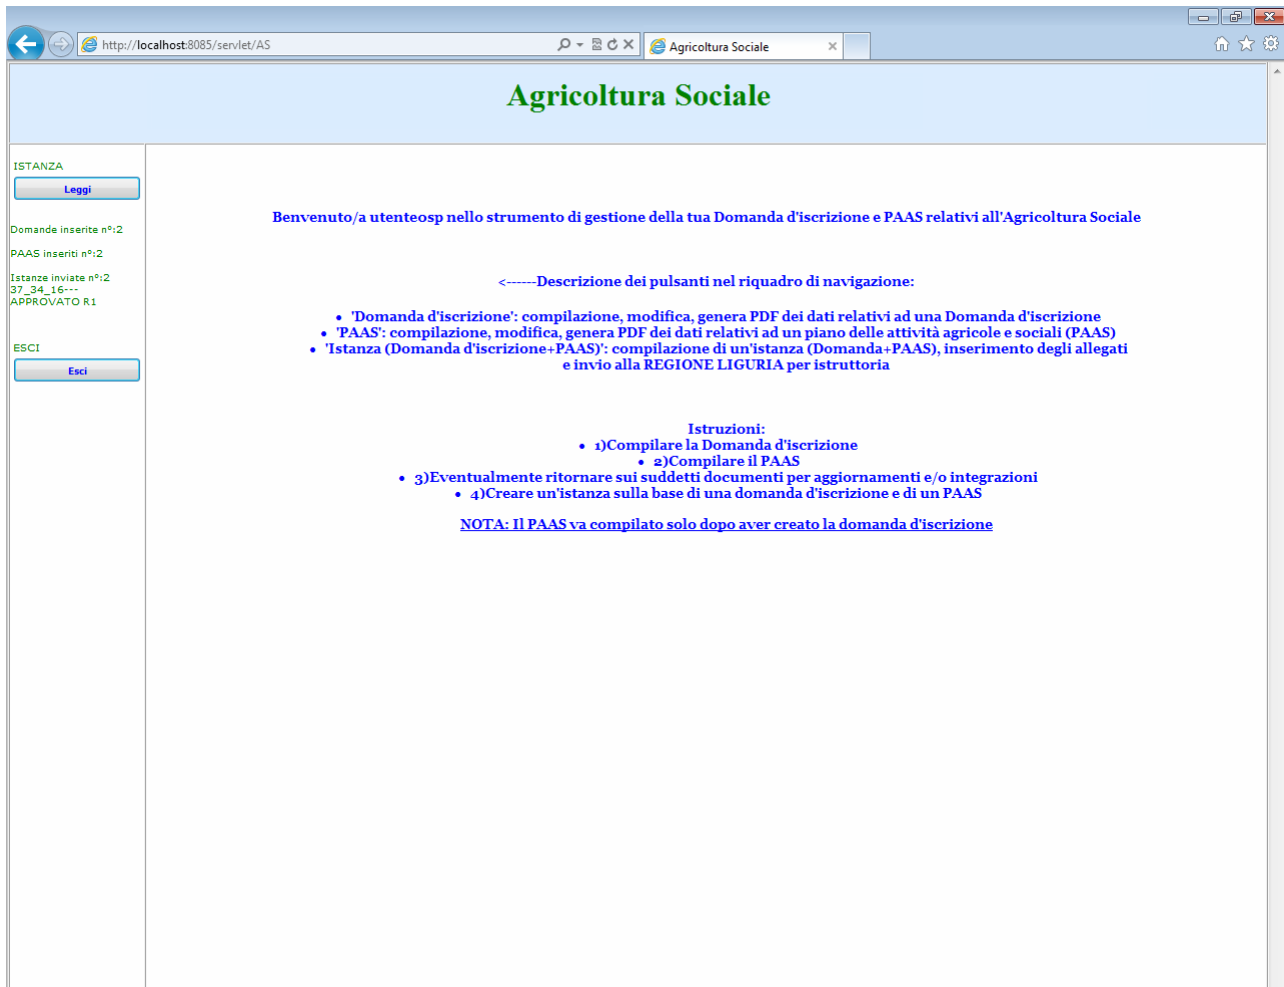 http://localhost:8085/servlet/AS
Agricoltura Sociale
Agricoltura Sociale
ISTANZA
Leggi
Domande inserite n°:2
PAAS inseriti n°:2
Istanze inviate n°:2
37_34_16---
APPROVATO R1
ESCI
Esci
Benvenuto/a utenteosp nello strumento di gestione della tua Domanda d'iscrizione e PAAS relativi all'Agricoltura Sociale
<------Descrizione dei pulsanti nel riquadro di navigazione:
• 'Domanda d'iscrizione': compilazione, modifica, genera PDF dei dati relativi ad una Domanda d'iscrizione
• 'PAAS': compilazione, modifica, genera PDF dei dati relativi ad un piano delle attività agricole e sociali (PAAS)
• 'Istanza (Domanda d'iscrizione+PAAS)': compilazione di un'istanza (Domanda+PAAS), inserimento degli allegati
e invio alla REGIONE LIGURIA per istruttoria
Istruzioni:
• 1)Compilare la Domanda d'iscrizione
• 2)Compilare il PAAS
• 3)Eventualmente ritornare sui suddetti documenti per aggiornamenti e/o integrazioni
• 4)Creare un'istanza sulla base di una domanda d'iscrizione e di un PAAS
NOTA: Il PAAS va compilato solo dopo aver creato la domanda d'iscrizione